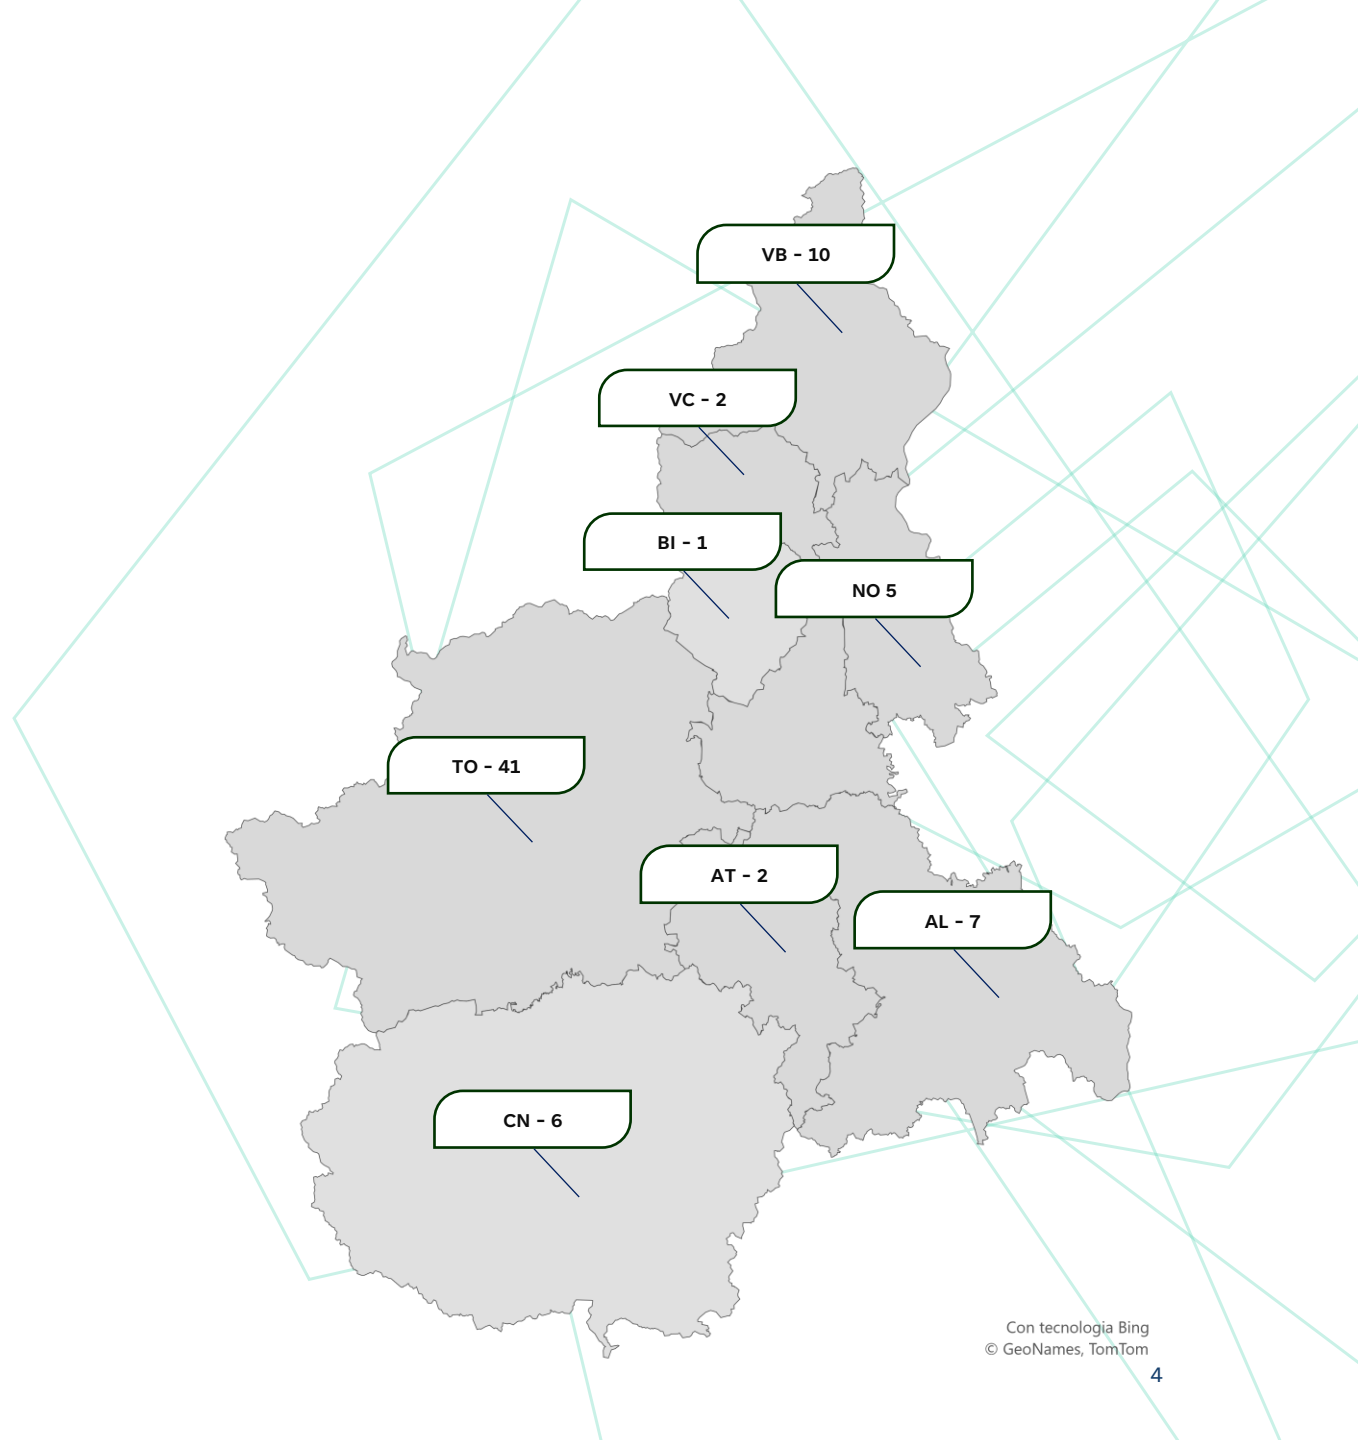 VB - 10
VC - 2
BI - 1
NO 5
TO - 41
AT - 2
AL - 7
CN - 6
Con tecnologia Bing
© GeoNames, TomTom
4